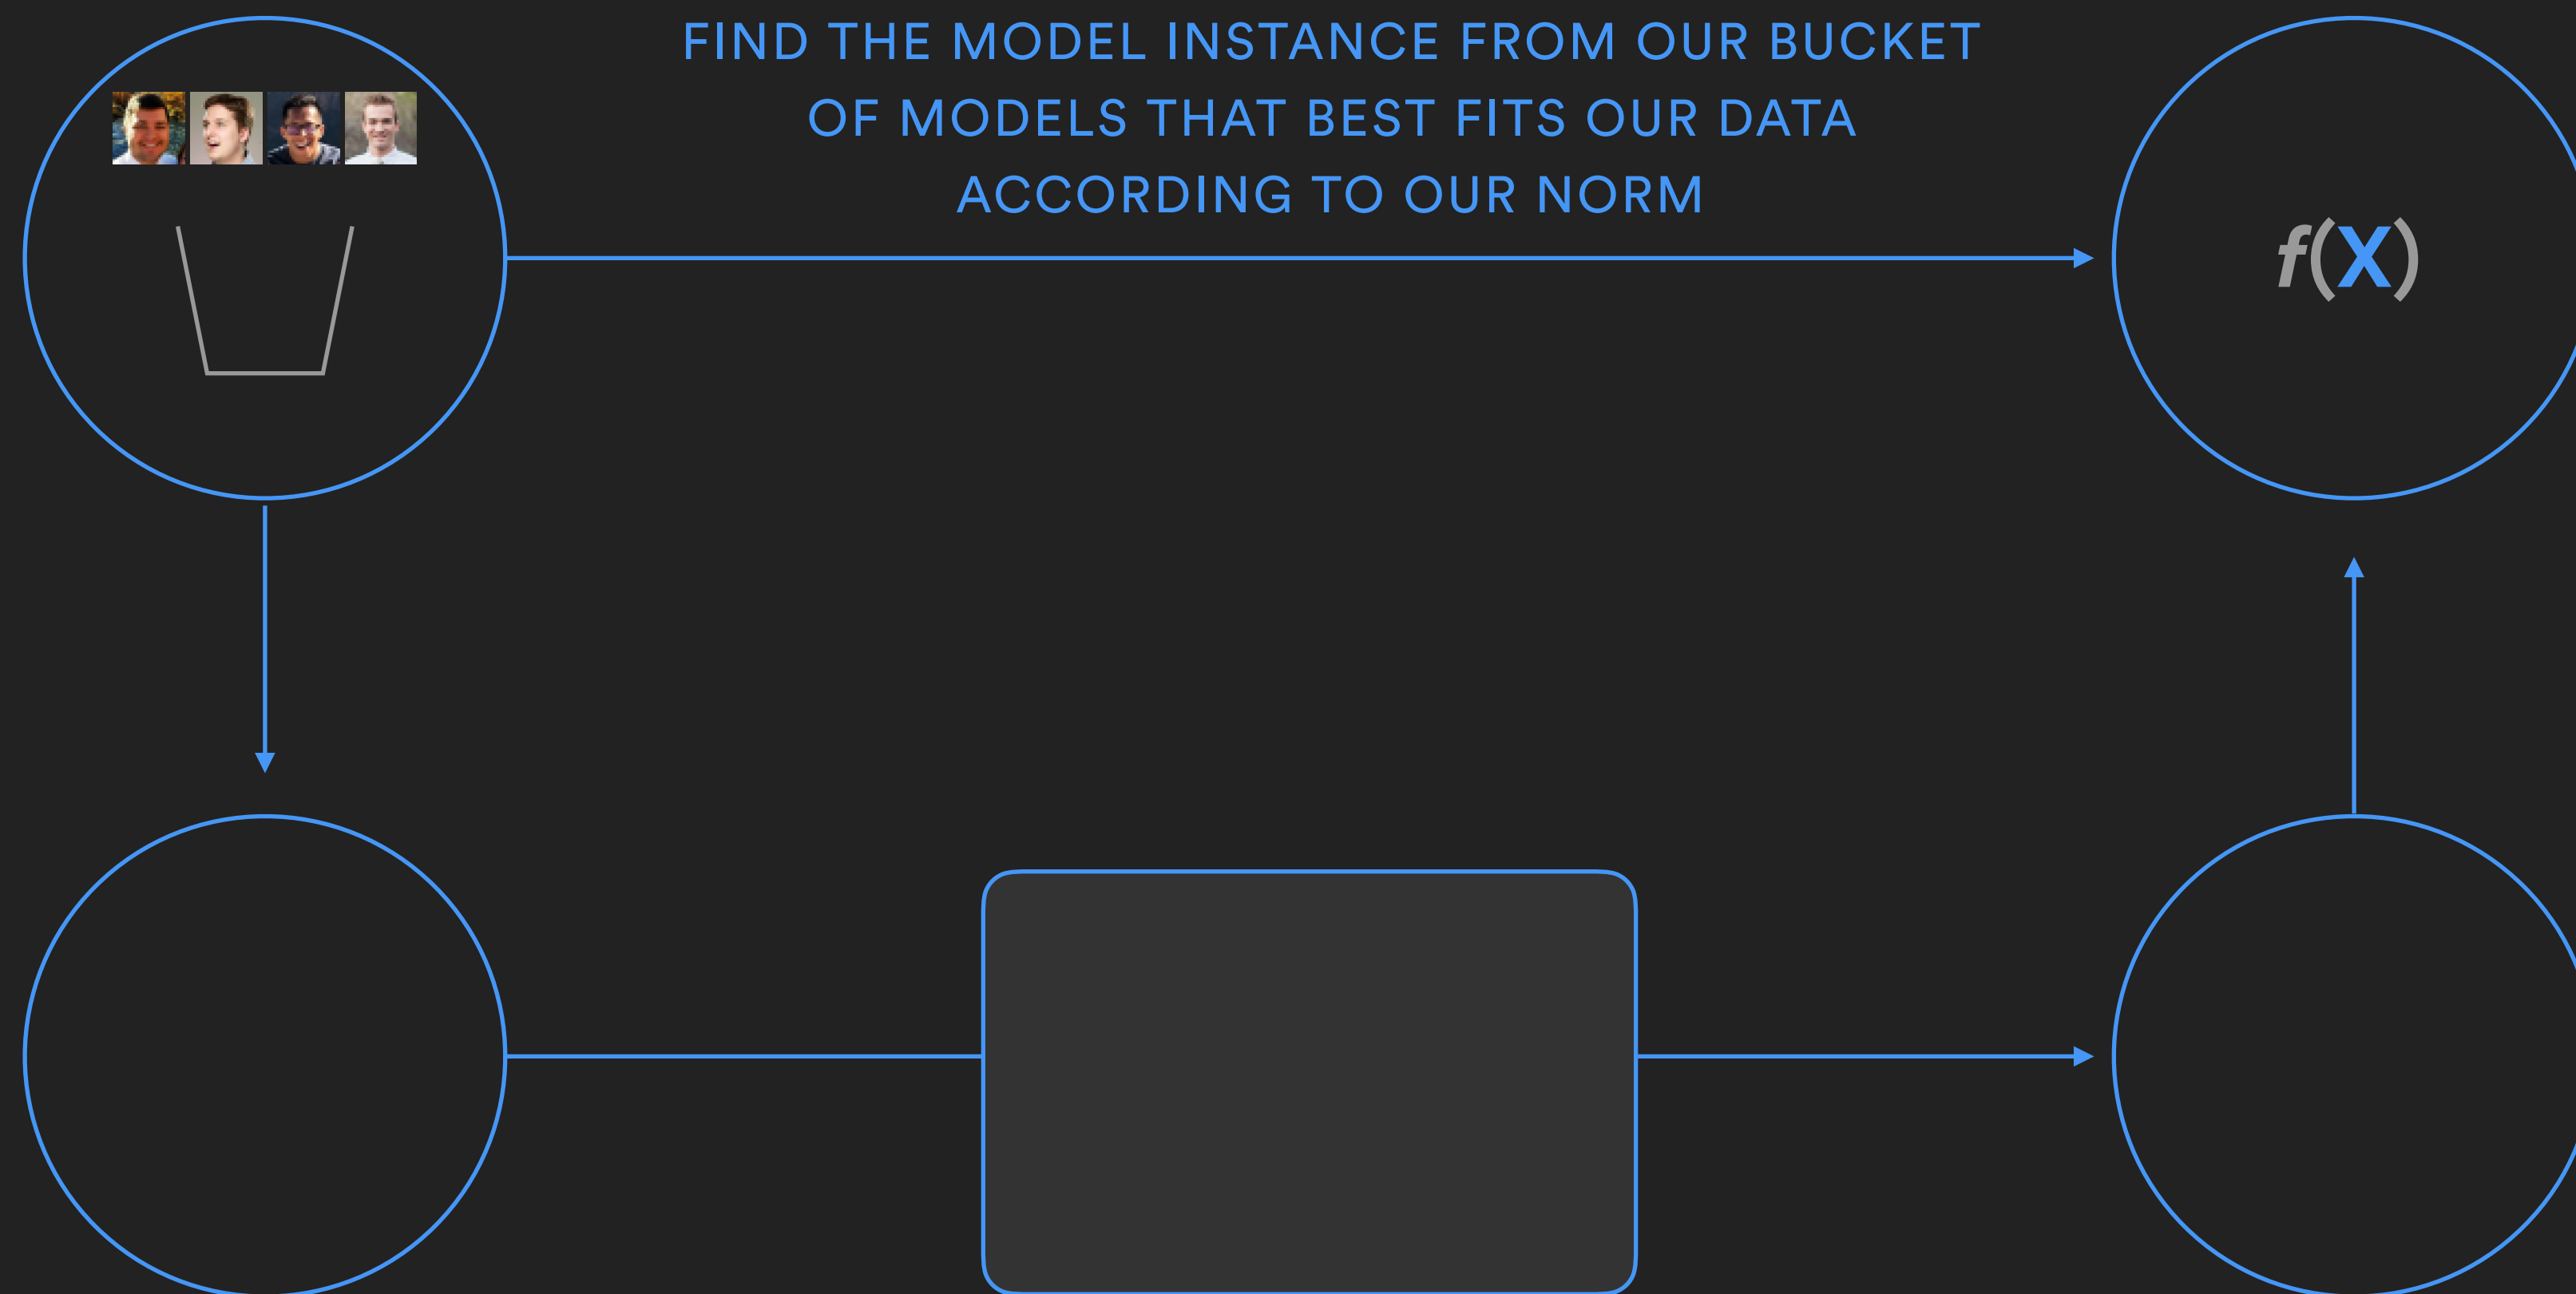 FIND THE MODEL INSTANCE FROM OUR BUCKET
OF MODELS THAT BEST FITS OUR DATA
ACCORDING TO OUR NORM
f(X)